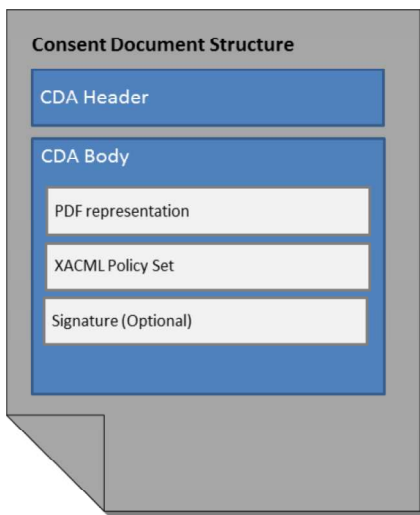 Consent Document Structure
CDA Header
CDA Body
PDF representation
XACML Policy Set
Signature (Optional)